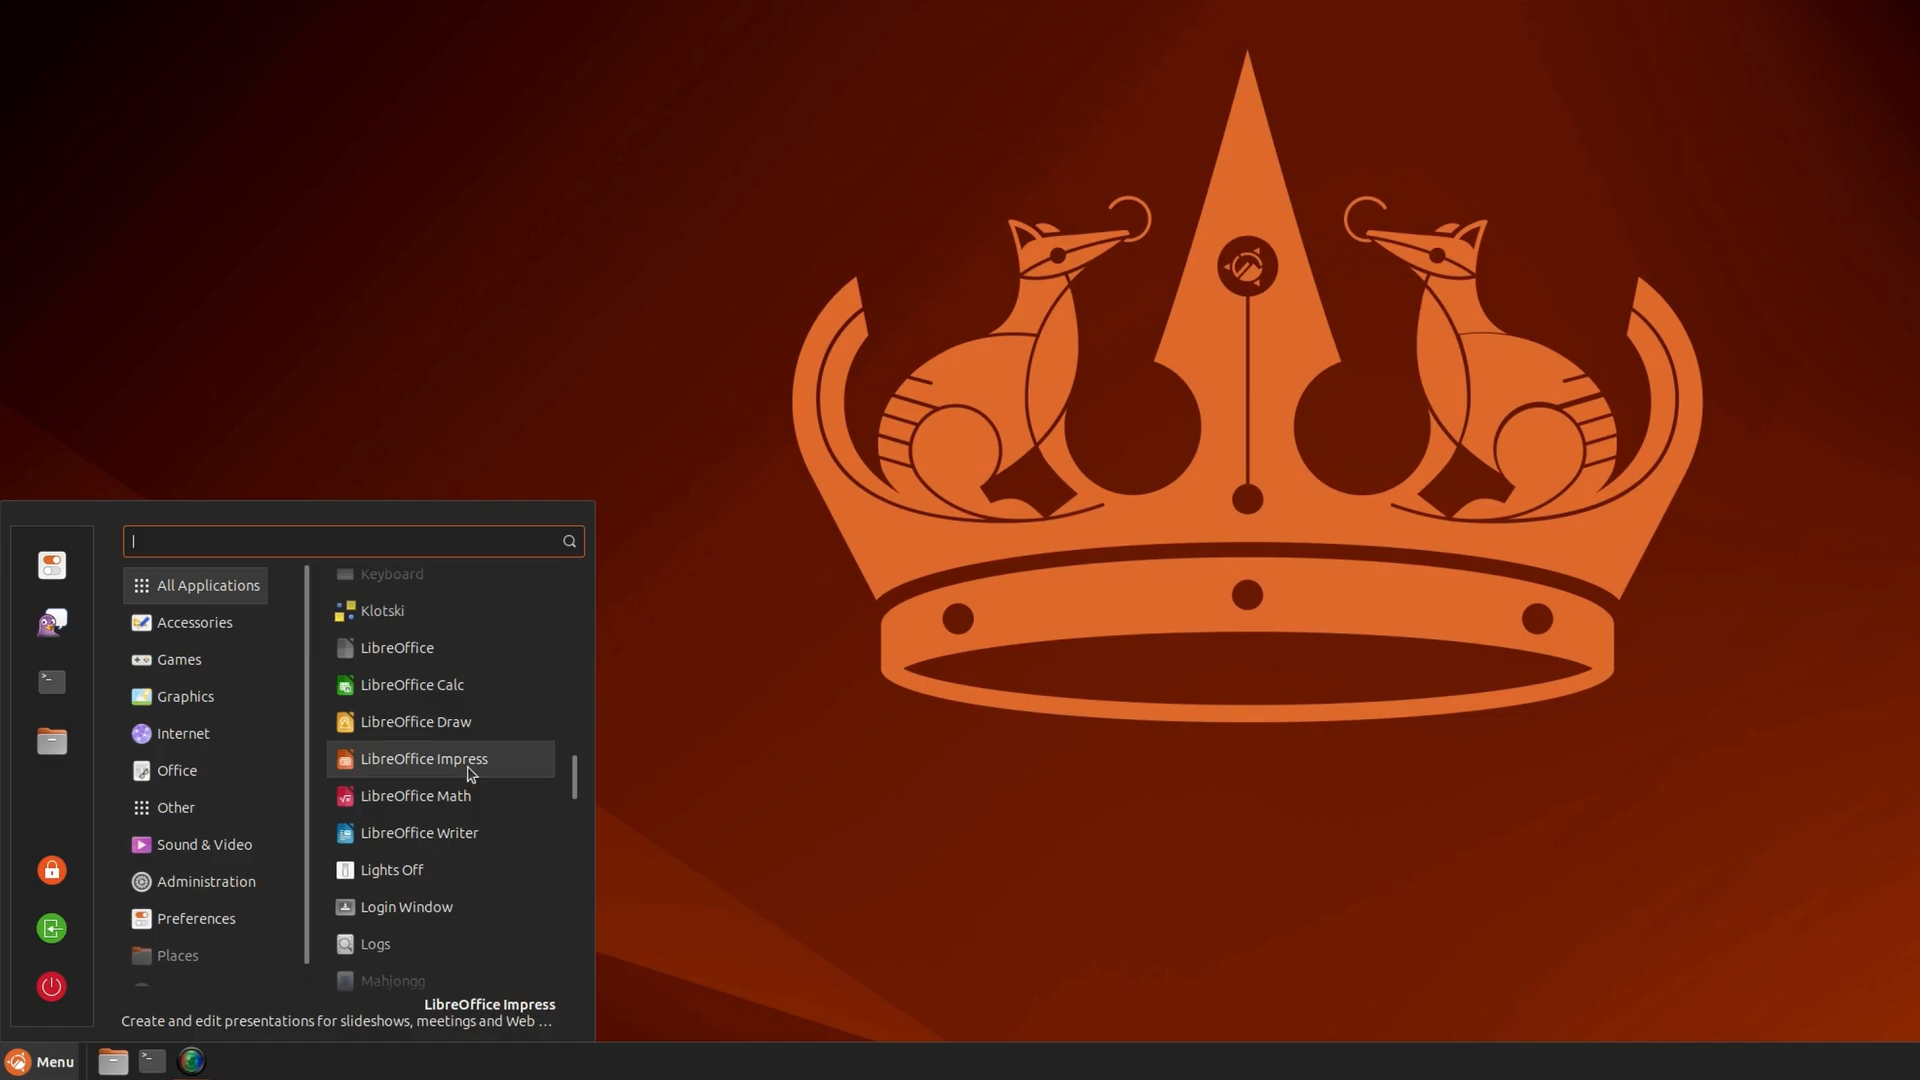 All Applications
Accessories
Games
Graphics
Internet
Office
Other
Sound & Video
Administration
Preferences
Places
Keyboard
Klotski
LibreOffice
LibreOffice Calc
LibreOffice Draw
LibreOffice Impress
LibreOffice Math
LibreOffice Writer
Lights Off
Login Window
Logs
Mahjongg
LibreOffice Impress
Create and edit presentations for slideshows, meetings and Web ...
Menu